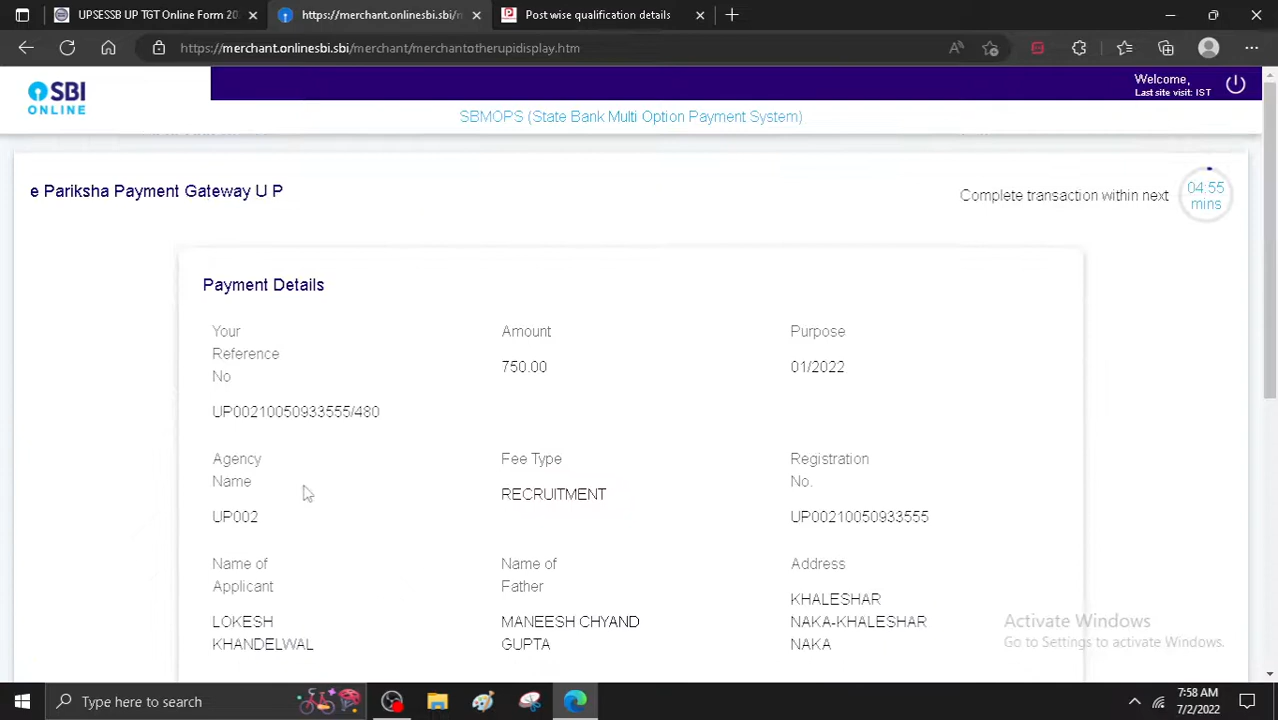 UPSESSB UP TGT Online Form 20
https://merchant.onlinesbi.sbi/m
Post wise qualification details
https://merchant.onlinesbi.sbi/merchant/merchantotherupidisplay.htm
SBI
ONLINE
Welcome,
Last site visit: IST
SBMOPS (State Bank Multi Option Payment System)
e Pariksha Payment Gateway U P
Complete transaction within next
04:55
mins
Payment Details
Your
Reference
No
UP00210050933555/480
Amount
750.00
Purpose
01/2022
Agency
Name
UP002
Fee Type
RECRUITMENT
Registration
No.
UP00210050933555
Name of
Applicant
LOKESH
KHANDELWAL
Name of
Father
MANEESH CHYAND
GUPTA
Address
KHALESHAR
NAKA-KHALESHAR
NAKA
Activate Windows
Go to Settings to activate Windows.
Type here to search
7:58 AM
7/2/2022